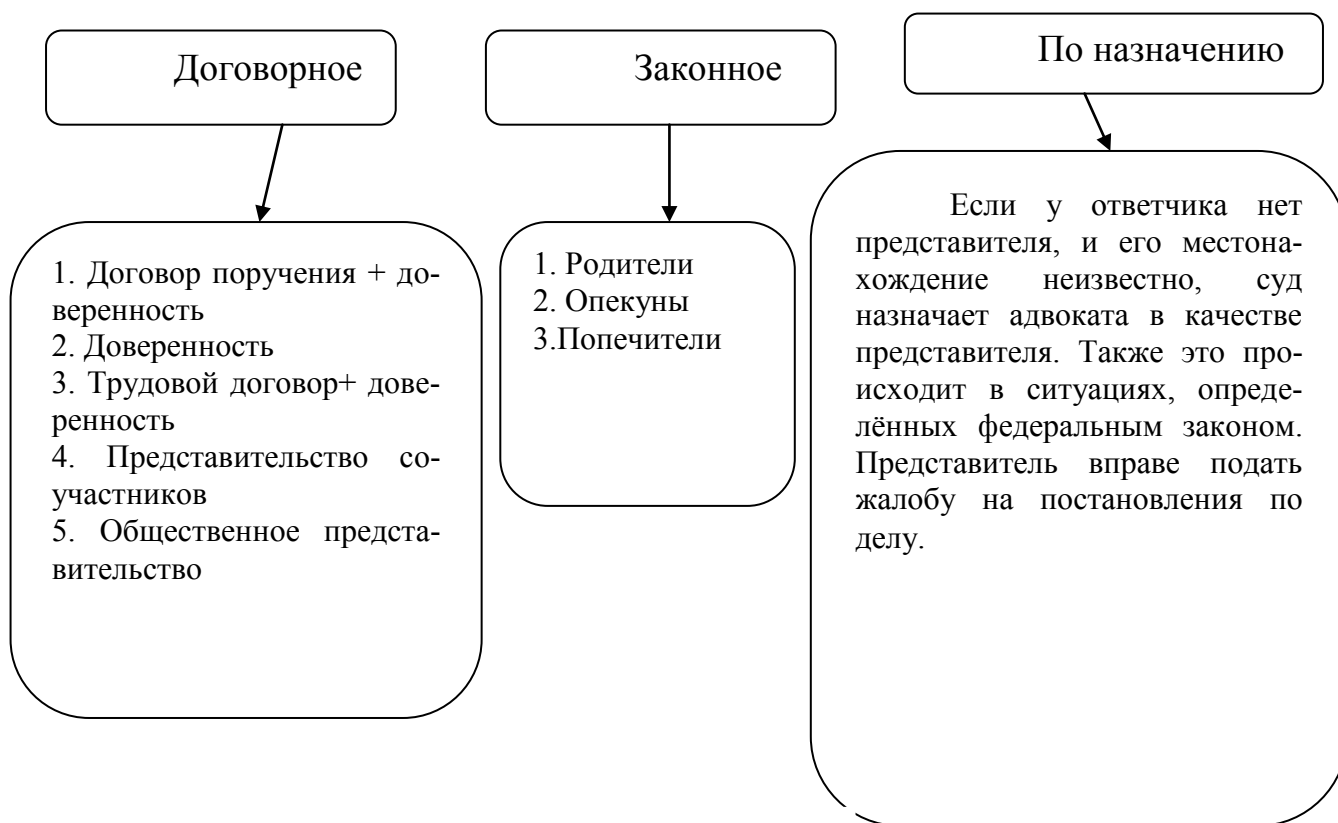 Договорное
1. Договор поручения + до-
веренность
2. Доверенность
3. Трудовой договор+ дове-
ренность
4. Представительство со-
участников
5. Общественное предста-
вительство
Законное
1. Родители
2. Опекуны
3.Попечители
По назначению
Если у ответчика нет
представителя, и его местона-
хождение неизвестно, суд
назначает адвоката в качестве
представителя. Также это про-
исходит в ситуациях, опреде-
лённых федеральным законом.
Представитель вправе подать
жалобу на постановления по
делу.